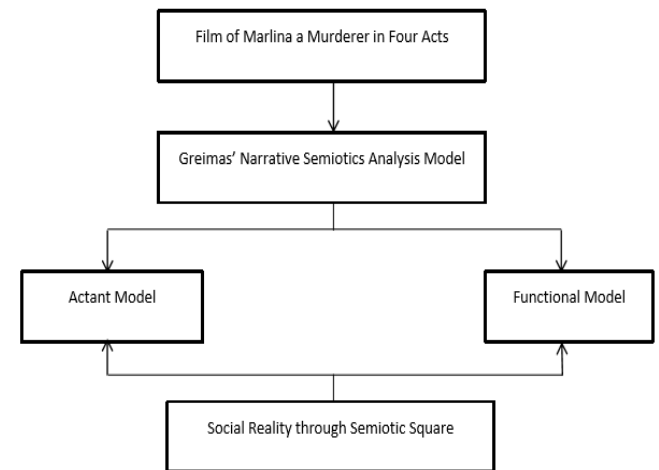 Film of Marlina a Murderer in Four Acts
Greimas' Narrative Semiotics Analysis Model
Actant Model
Functional Model
Social Reality through Semiotic Square